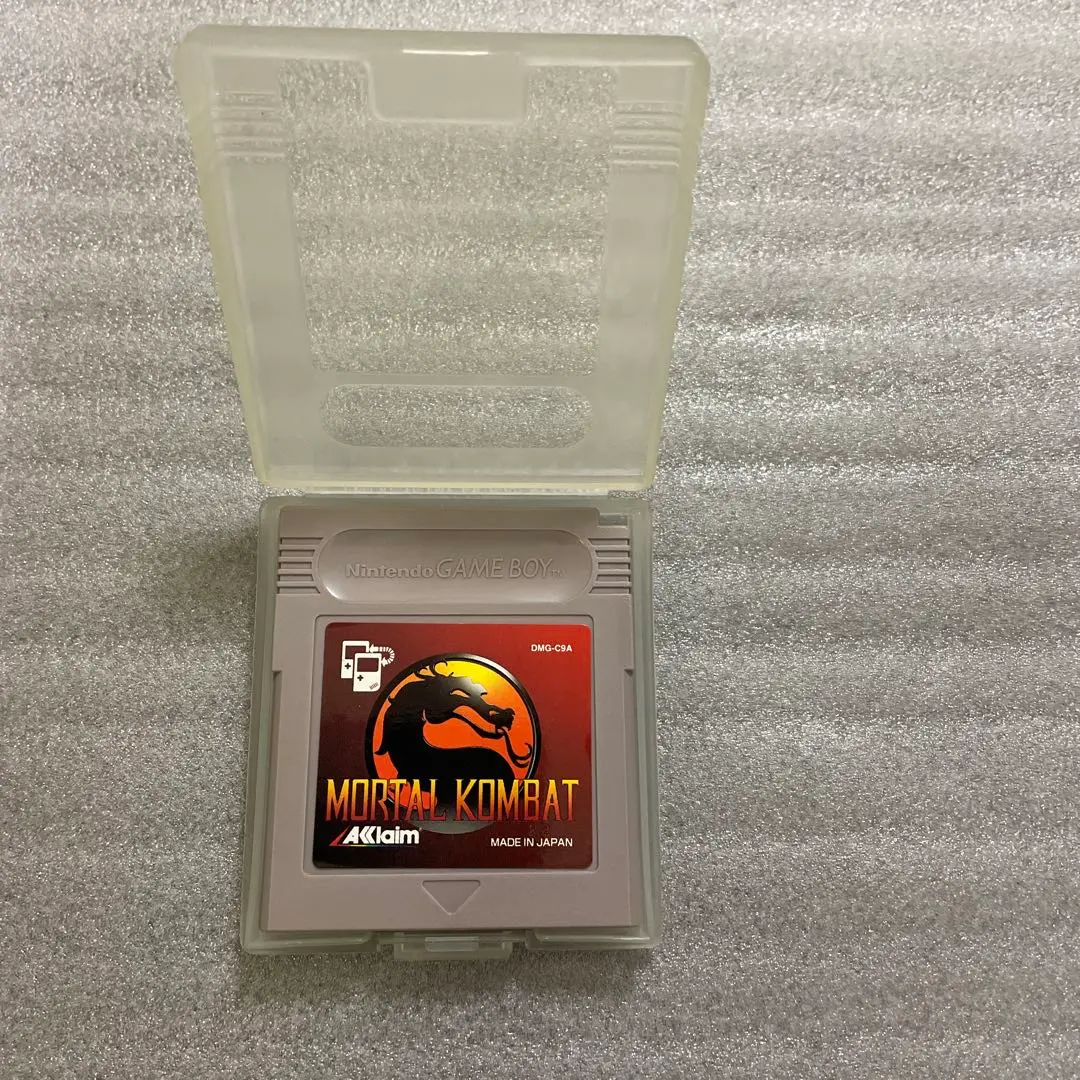 Nintendo GAME BOY™
DMG-C9A
MORTAL KOMBAT
AKklaim
MADE IN JAPAN